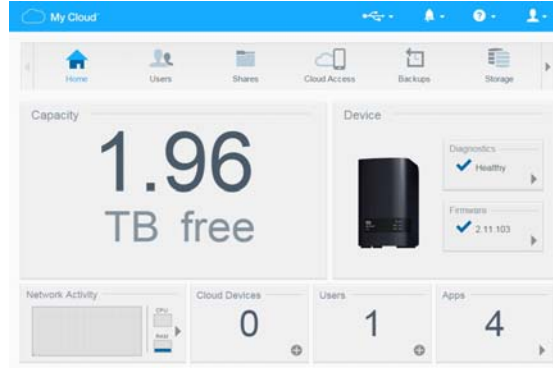 My Cloud
Home
Users
Shares
Cloud Access
Backups
Storage
Capacity
1.96
TB free
Device
Diagnostics
Healthy
Firmware
2.11.103
Network Activity
CPU
RAM
Cloud Devices
0
Users
1
Apps
4